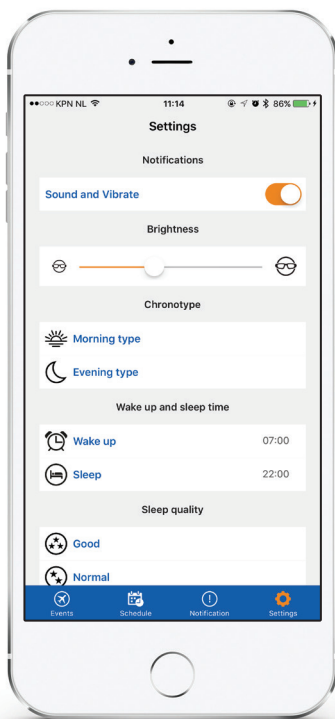 KPN NL 11:14 86%
Settings
Notifications
Sound and Vibrate
Brightness
Chronotype
Morning type
Evening type
Wake up and sleep time
Wake up 07:00
Sleep 22:00
Sleep quality
Good
Normal
Events Schedule Notification Settings